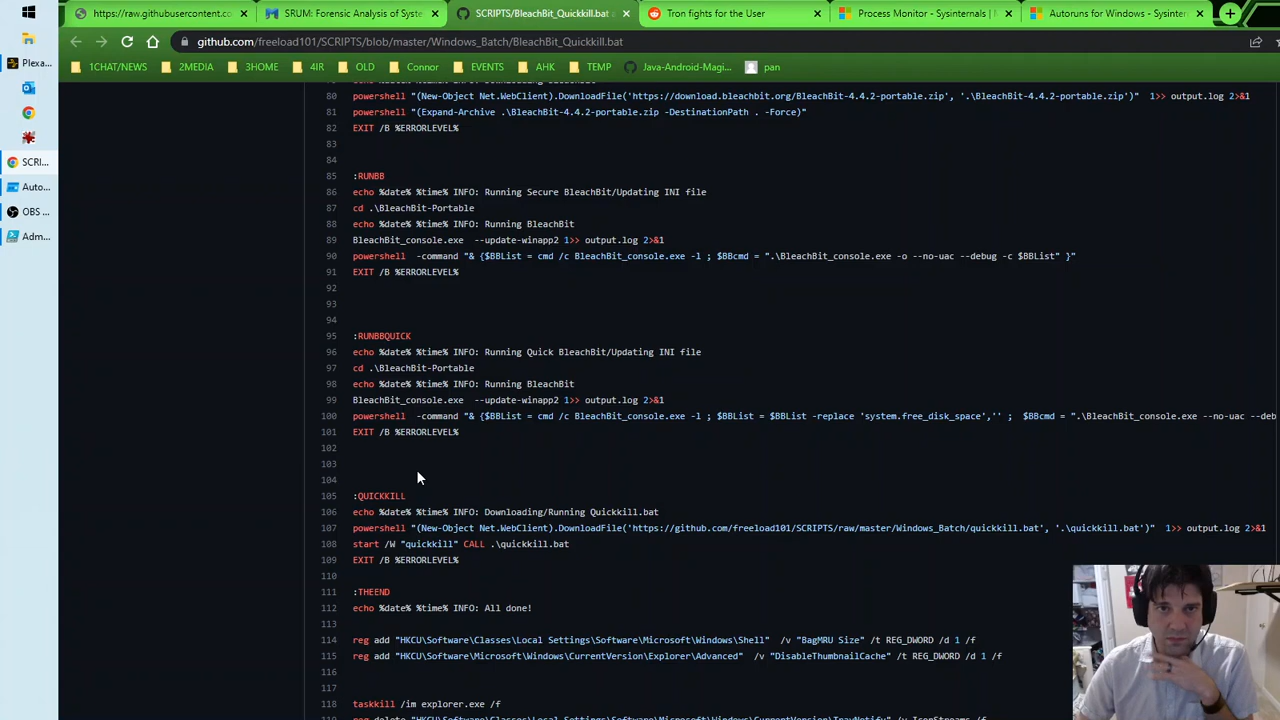 https://raw.githubusercontent.co
SRUM: Forensic Analysis of Syste
SCRIPTS/BleachBit_Quickkill.bat a
Tron fights for the User
Process Monitor - Sysinternals |
Autoruns for Windows - Sysintern
github.com/freeload101/SCRIPTS/blob/master/Windows_Batch/BleachBit_Quickkill.bat
1CHAT/NEWS
2MEDIA
3HOME
4IR
OLD
Connor
EVENTS
AHK
TEMP
Java-Android-Magi...
pan
Plexa...
SCRI...
Auto...
OBS ...
Adm...
80 powershell "(New-Object Net.WebClient).DownloadFile('https://download.bleachbit.org/BleachBit-4.4.2-portable.zip', '.\BleachBit-4.4.2-portable.zip')" 1>> output.log 2>&1
81 powershell "(Expand-Archive .\BleachBit-4.4.2-portable.zip -DestinationPath . -Force)"
82 EXIT /B %ERRORLEVEL%
83
84
85 :RUNBB
86 echo %date% %time% INFO: Running Secure BleachBit/Updating INI file
87 cd .\BleachBit-Portable
88 echo %date% %time% INFO: Running BleachBit
89 BleachBit_console.exe --update-winapp2 1>> output.log 2>&1
90 powershell -command "& {$BBList = cmd /c BleachBit_console.exe -l ; $BBcmd = ".\BleachBit_console.exe -o --no-uac --debug -c $BBList" }"
91 EXIT /B %ERRORLEVEL%
92
93
94
95 :RUNBBQUICK
96 echo %date% %time% INFO: Running Quick BleachBit/Updating INI file
97 cd .\BleachBit-Portable
98 echo %date% %time% INFO: Running BleachBit
99 BleachBit_console.exe --update-winapp2 1>> output.log 2>&1
100 powershell -command "& {$BBList = cmd /c BleachBit_console.exe -l ; $BBList = $BBList -replace 'system.free_disk_space','' ; $BBcmd = ".\BleachBit_console.exe --no-uac --deb
101 EXIT /B %ERRORLEVEL%
102
103
104
105 :QUICKKILL
106 echo %date% %time% INFO: Downloading/Running Quickkill.bat
107 powershell "(New-Object Net.WebClient).DownloadFile('https://github.com/freeload101/SCRIPTS/raw/master/Windows_Batch/quickkill.bat', '.\quickkill.bat')" 1>> output.log 2>&1
108 start /W "quickkill" CALL .\quickkill.bat
109 EXIT /B %ERRORLEVEL%
110
111 :THEEND
112 echo %date% %time% INFO: All done!
113
114 reg add "HKCU\Software\Classes\Local Settings\Software\Microsoft\Windows\Shell" /v "BagMRU Size" /t REG_DWORD /d 1 /f
115 reg add "HKCU\Software\Microsoft\Windows\CurrentVersion\Explorer\Advanced" /v "DisableThumbnailCache" /t REG_DWORD /d 1 /f
116
117
118 taskkill /im explorer.exe /f